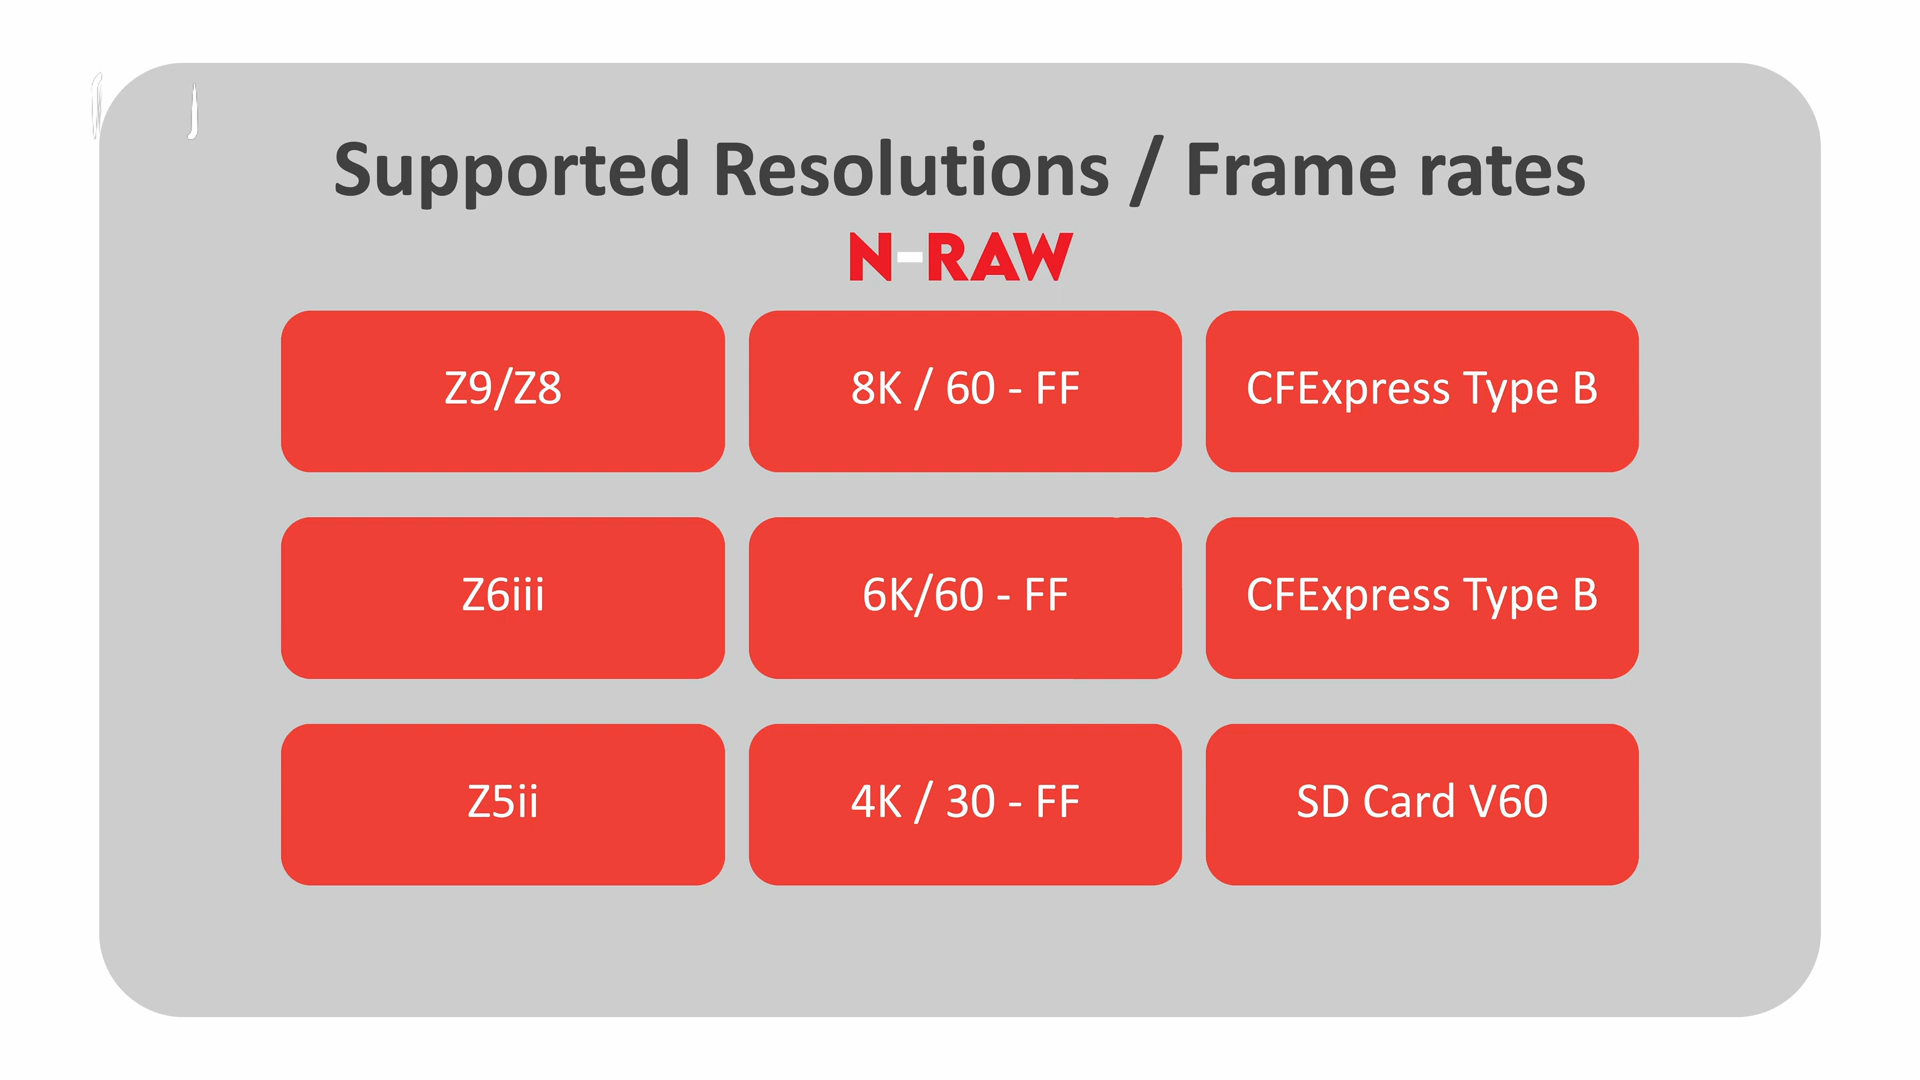 Supported Resolutions / Frame rates
N-RAW
Z9/Z8
8K / 60 - FF
CFExpress Type B
Z6iii
6K/60 - FF
CFExpress Type B
Z5ii
4K / 30 - FF
SD Card V60